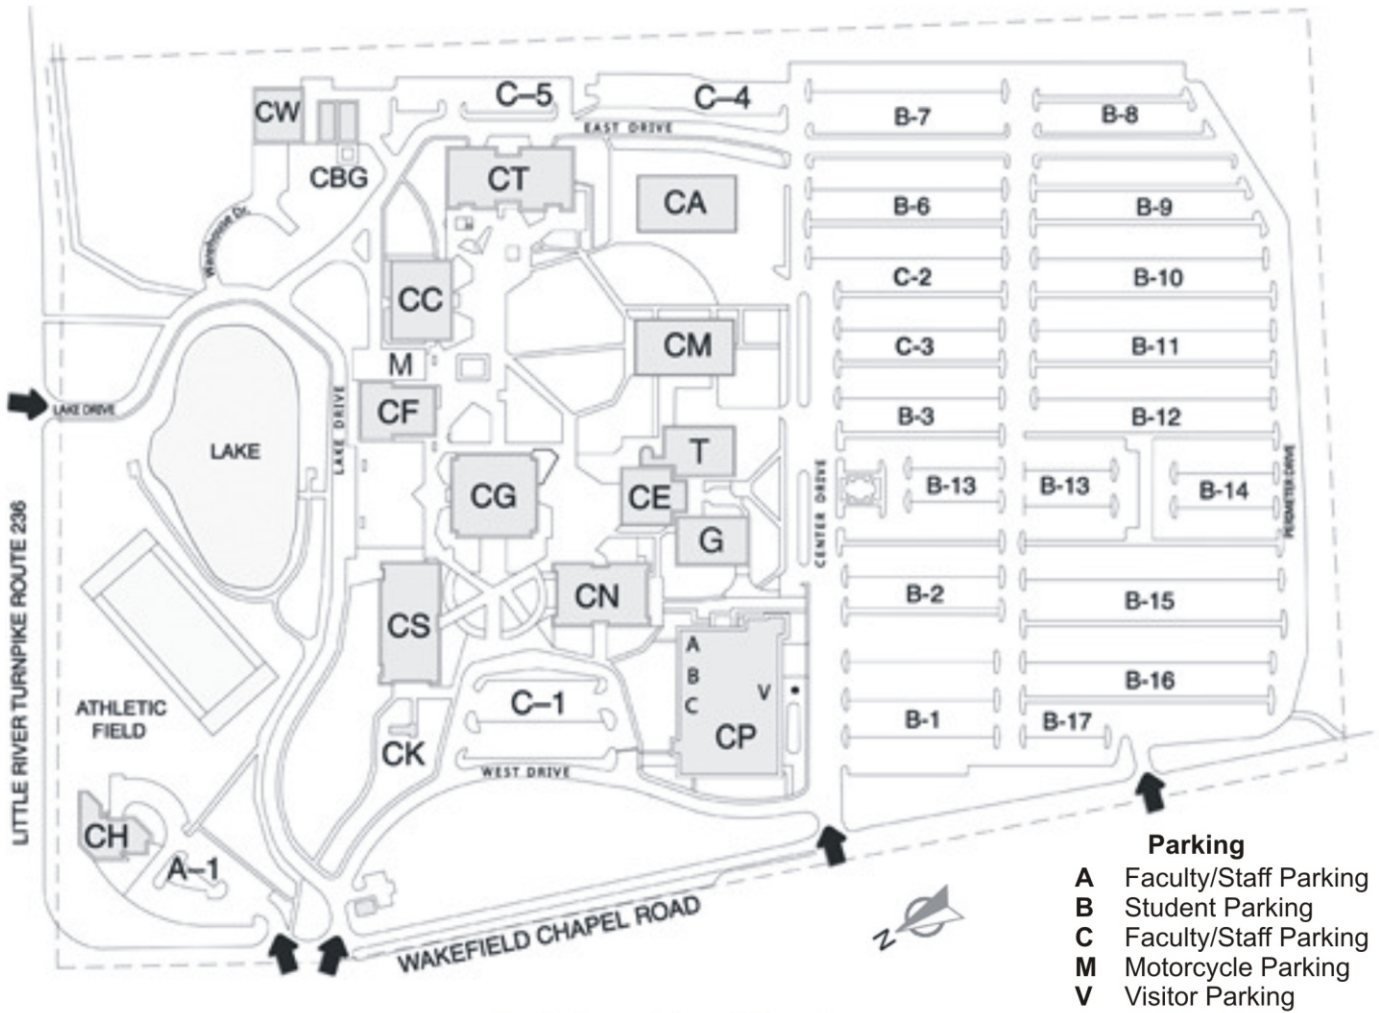 CW
C–5
C–4
B-7
B-8
EAST DRIVE
CBG
CT
CA
B-6
B-9
Warehouse Dr.
C-2
B-10
CC
CM
C-3
B-11
M
LAKE DRIVE
CF
LAKE DRIVE
B-3
B-12
LAKE
T
CG
CE
CENTER DRIVE
B-13
B-13
B-14
PERIMETER DRIVE
G
LITTLE RIVER TURNPIKE ROUTE 236
CN
CS
B-2
B-15
A
B
C
V
CP
B-16
ATHLETIC
FIELD
C–1
B-1
B-17
CK
WEST DRIVE
CH
A–1
WAKEFIELD CHAPEL ROAD
N
Parking
A Faculty/Staff Parking
B Student Parking
C Faculty/Staff Parking
M Motorcycle Parking
V Visitor Parking